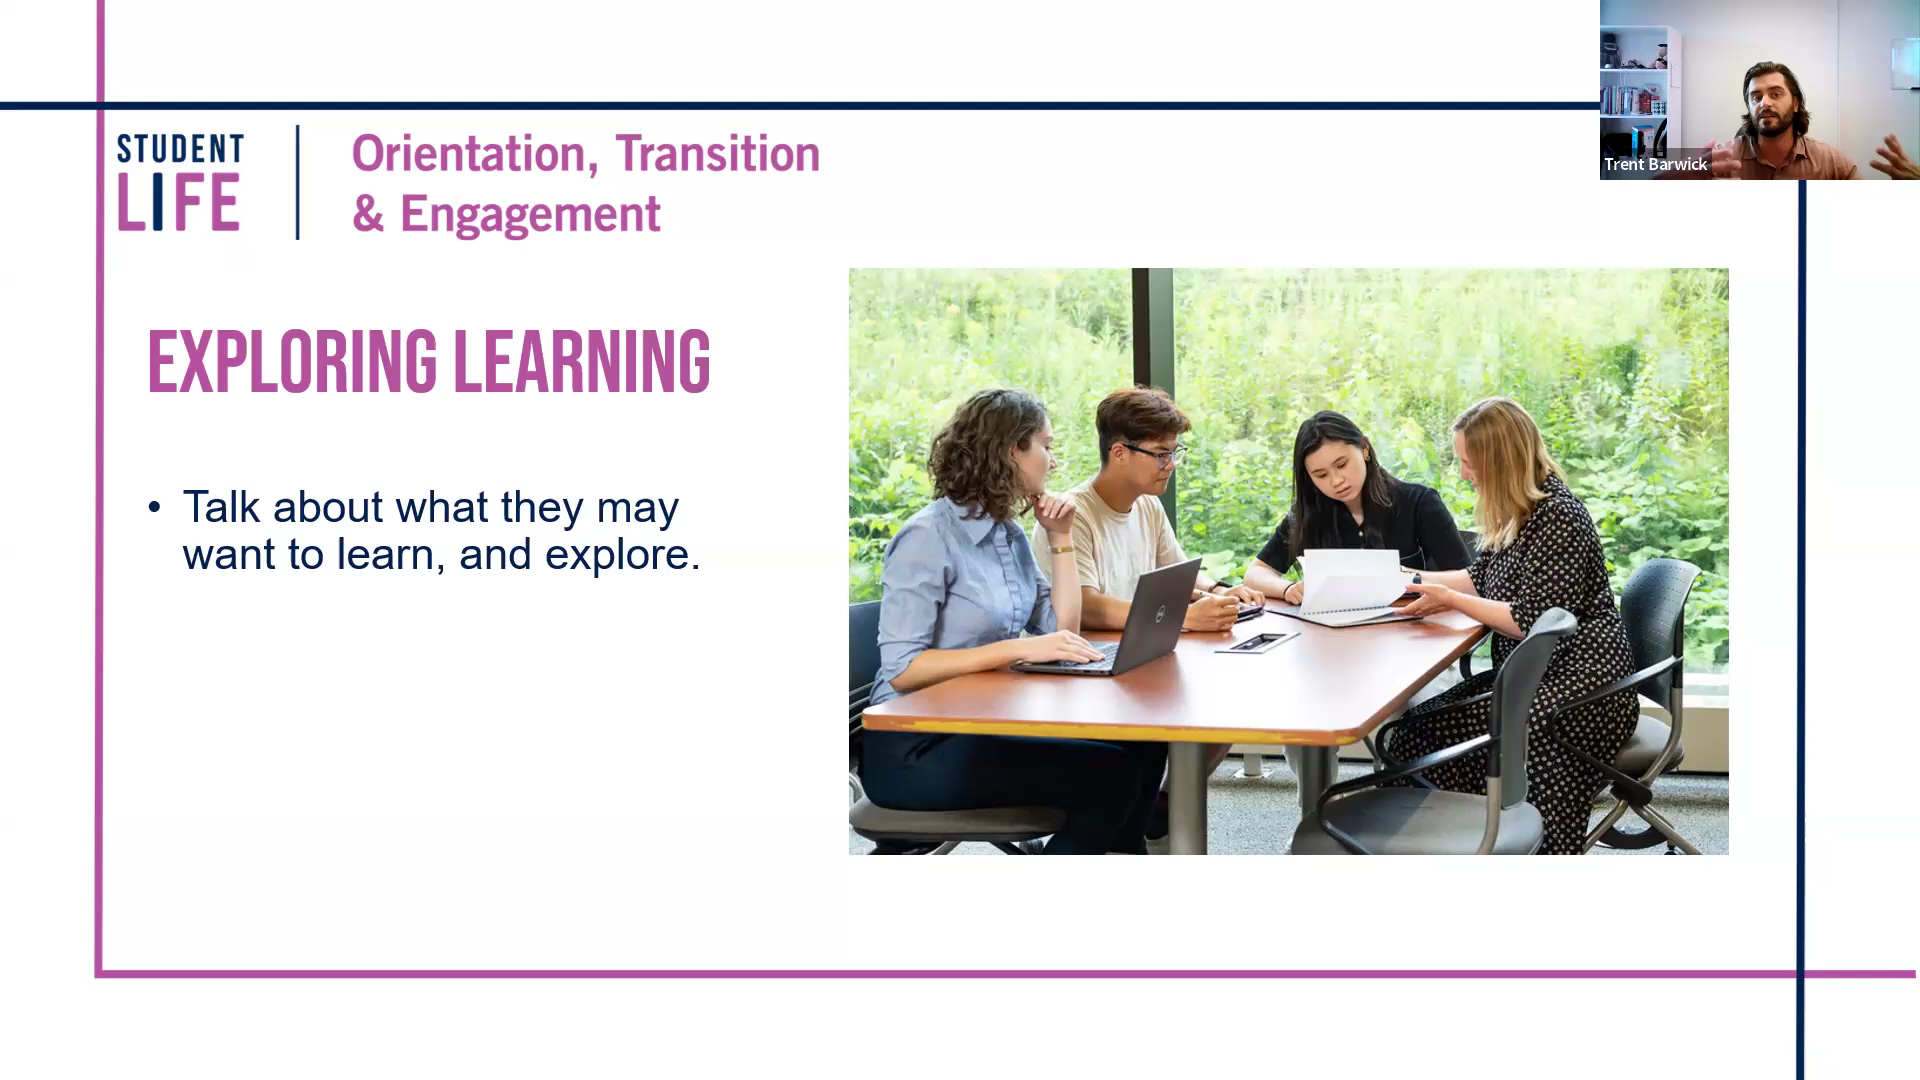 STUDENT
LIFE
Orientation, Transition
& Engagement
Trent Barwick
EXPLORING LEARNING
• Talk about what they may
want to learn, and explore.